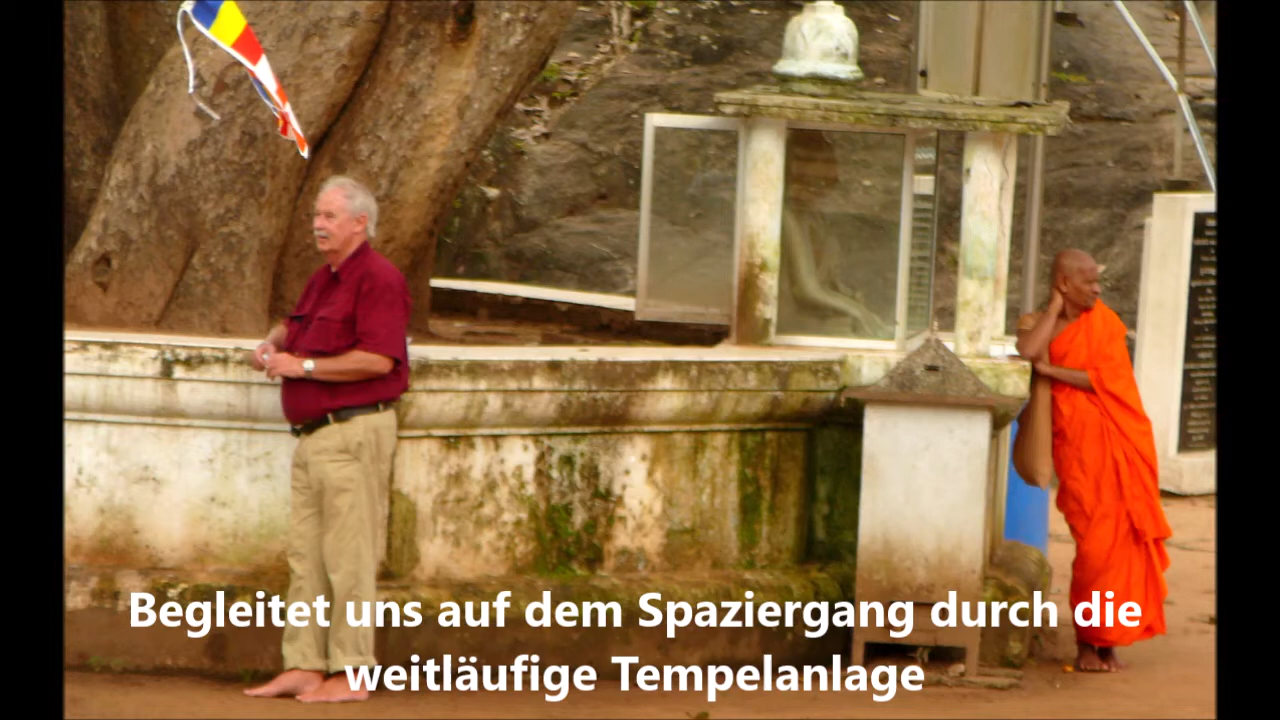 Begleitet uns auf dem Spaziergang durch die
weitläufige Tempelanlage